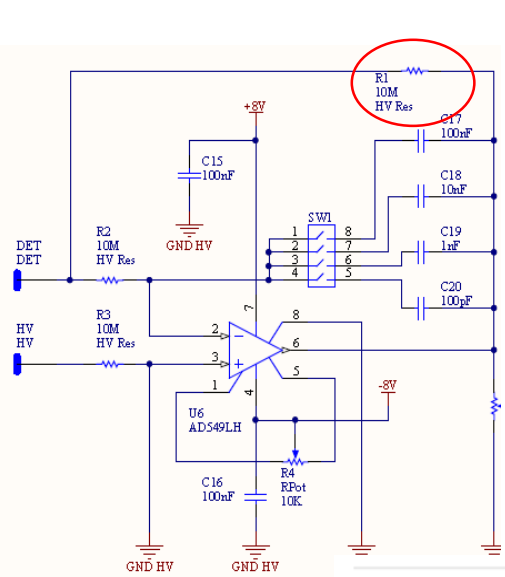 R1
10M
HV Res
+8V
C17
100nF
C15
100nF
C18
10nF
SW1
1
8
2
7
3
6
4
5
GND HV
C19
1nF
DET
DET
R2
10M
HV Res
C20
100pF
HV
HV
R3
10M
HV Res
7
8
2
3
6
1
4
5
-8V
U6
AD549LH
R4
RPot
10K
C16
100nF
GND HV
GND HV